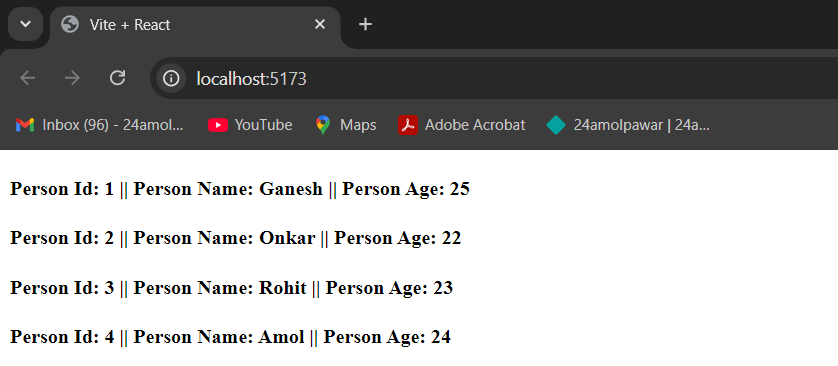 Vite + React
localhost:5173
Inbox (96) - 24amol... YouTube Maps Adobe Acrobat 24amolpawar | 24a...
Person Id: 1 || Person Name: Ganesh || Person Age: 25
Person Id: 2 || Person Name: Onkar || Person Age: 22
Person Id: 3 || Person Name: Rohit || Person Age: 23
Person Id: 4 || Person Name: Amol || Person Age: 24